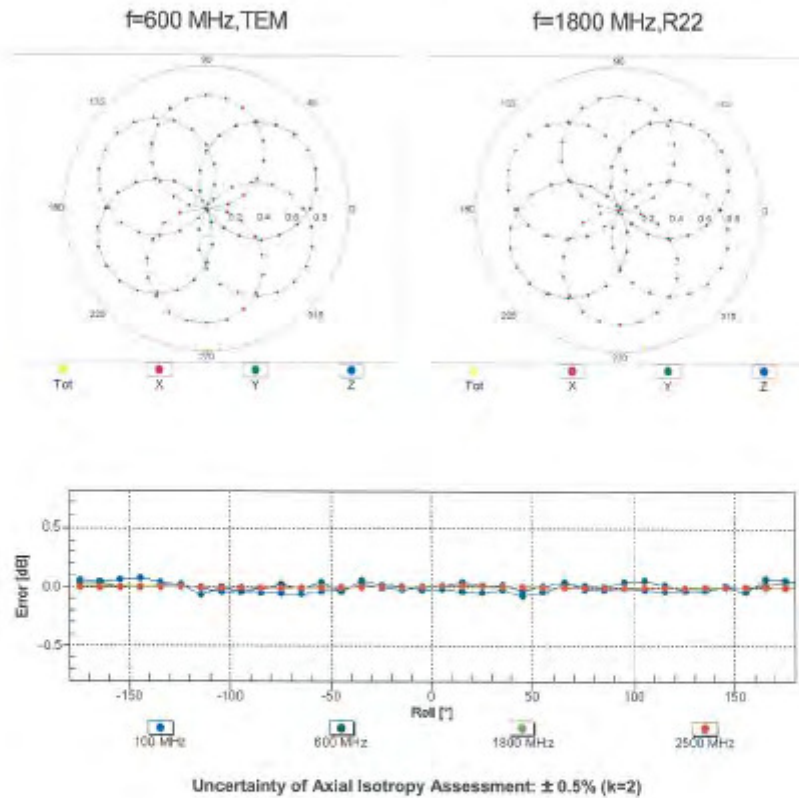 f=600 MHz,TEM
f=1800 MHz,R22
90
135
45
180
0
0.2 0.4 0.6 0.8
225
315
270
Tot X Y Z
90
135
45
180
0
0.2 0.4 0.6 0.8
225
315
270
Tot X Y Z
Error [dB]
0.5
0.0
-0.5
-150 -100 -50 0 50 100 150
Roll [°]
100 MHz 600 MHz 1800 MHz 2500 MHz
Uncertainty of Axial Isotropy Assessment: ± 0.5% (k=2)